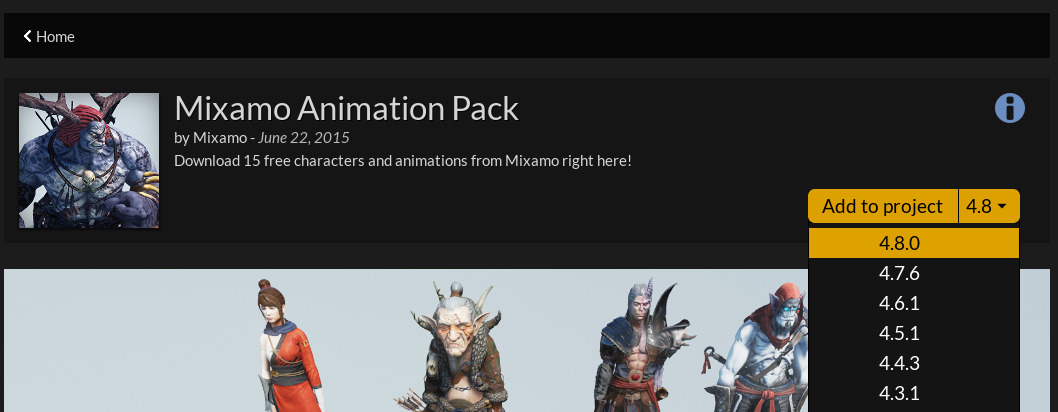 Home
Mixamo Animation Pack
by Mixamo - June 22, 2015
Download 15 free characters and animations from Mixamo right here!
Add to project 4.8
4.8.0
4.7.6
4.6.1
4.5.1
4.4.3
4.3.1